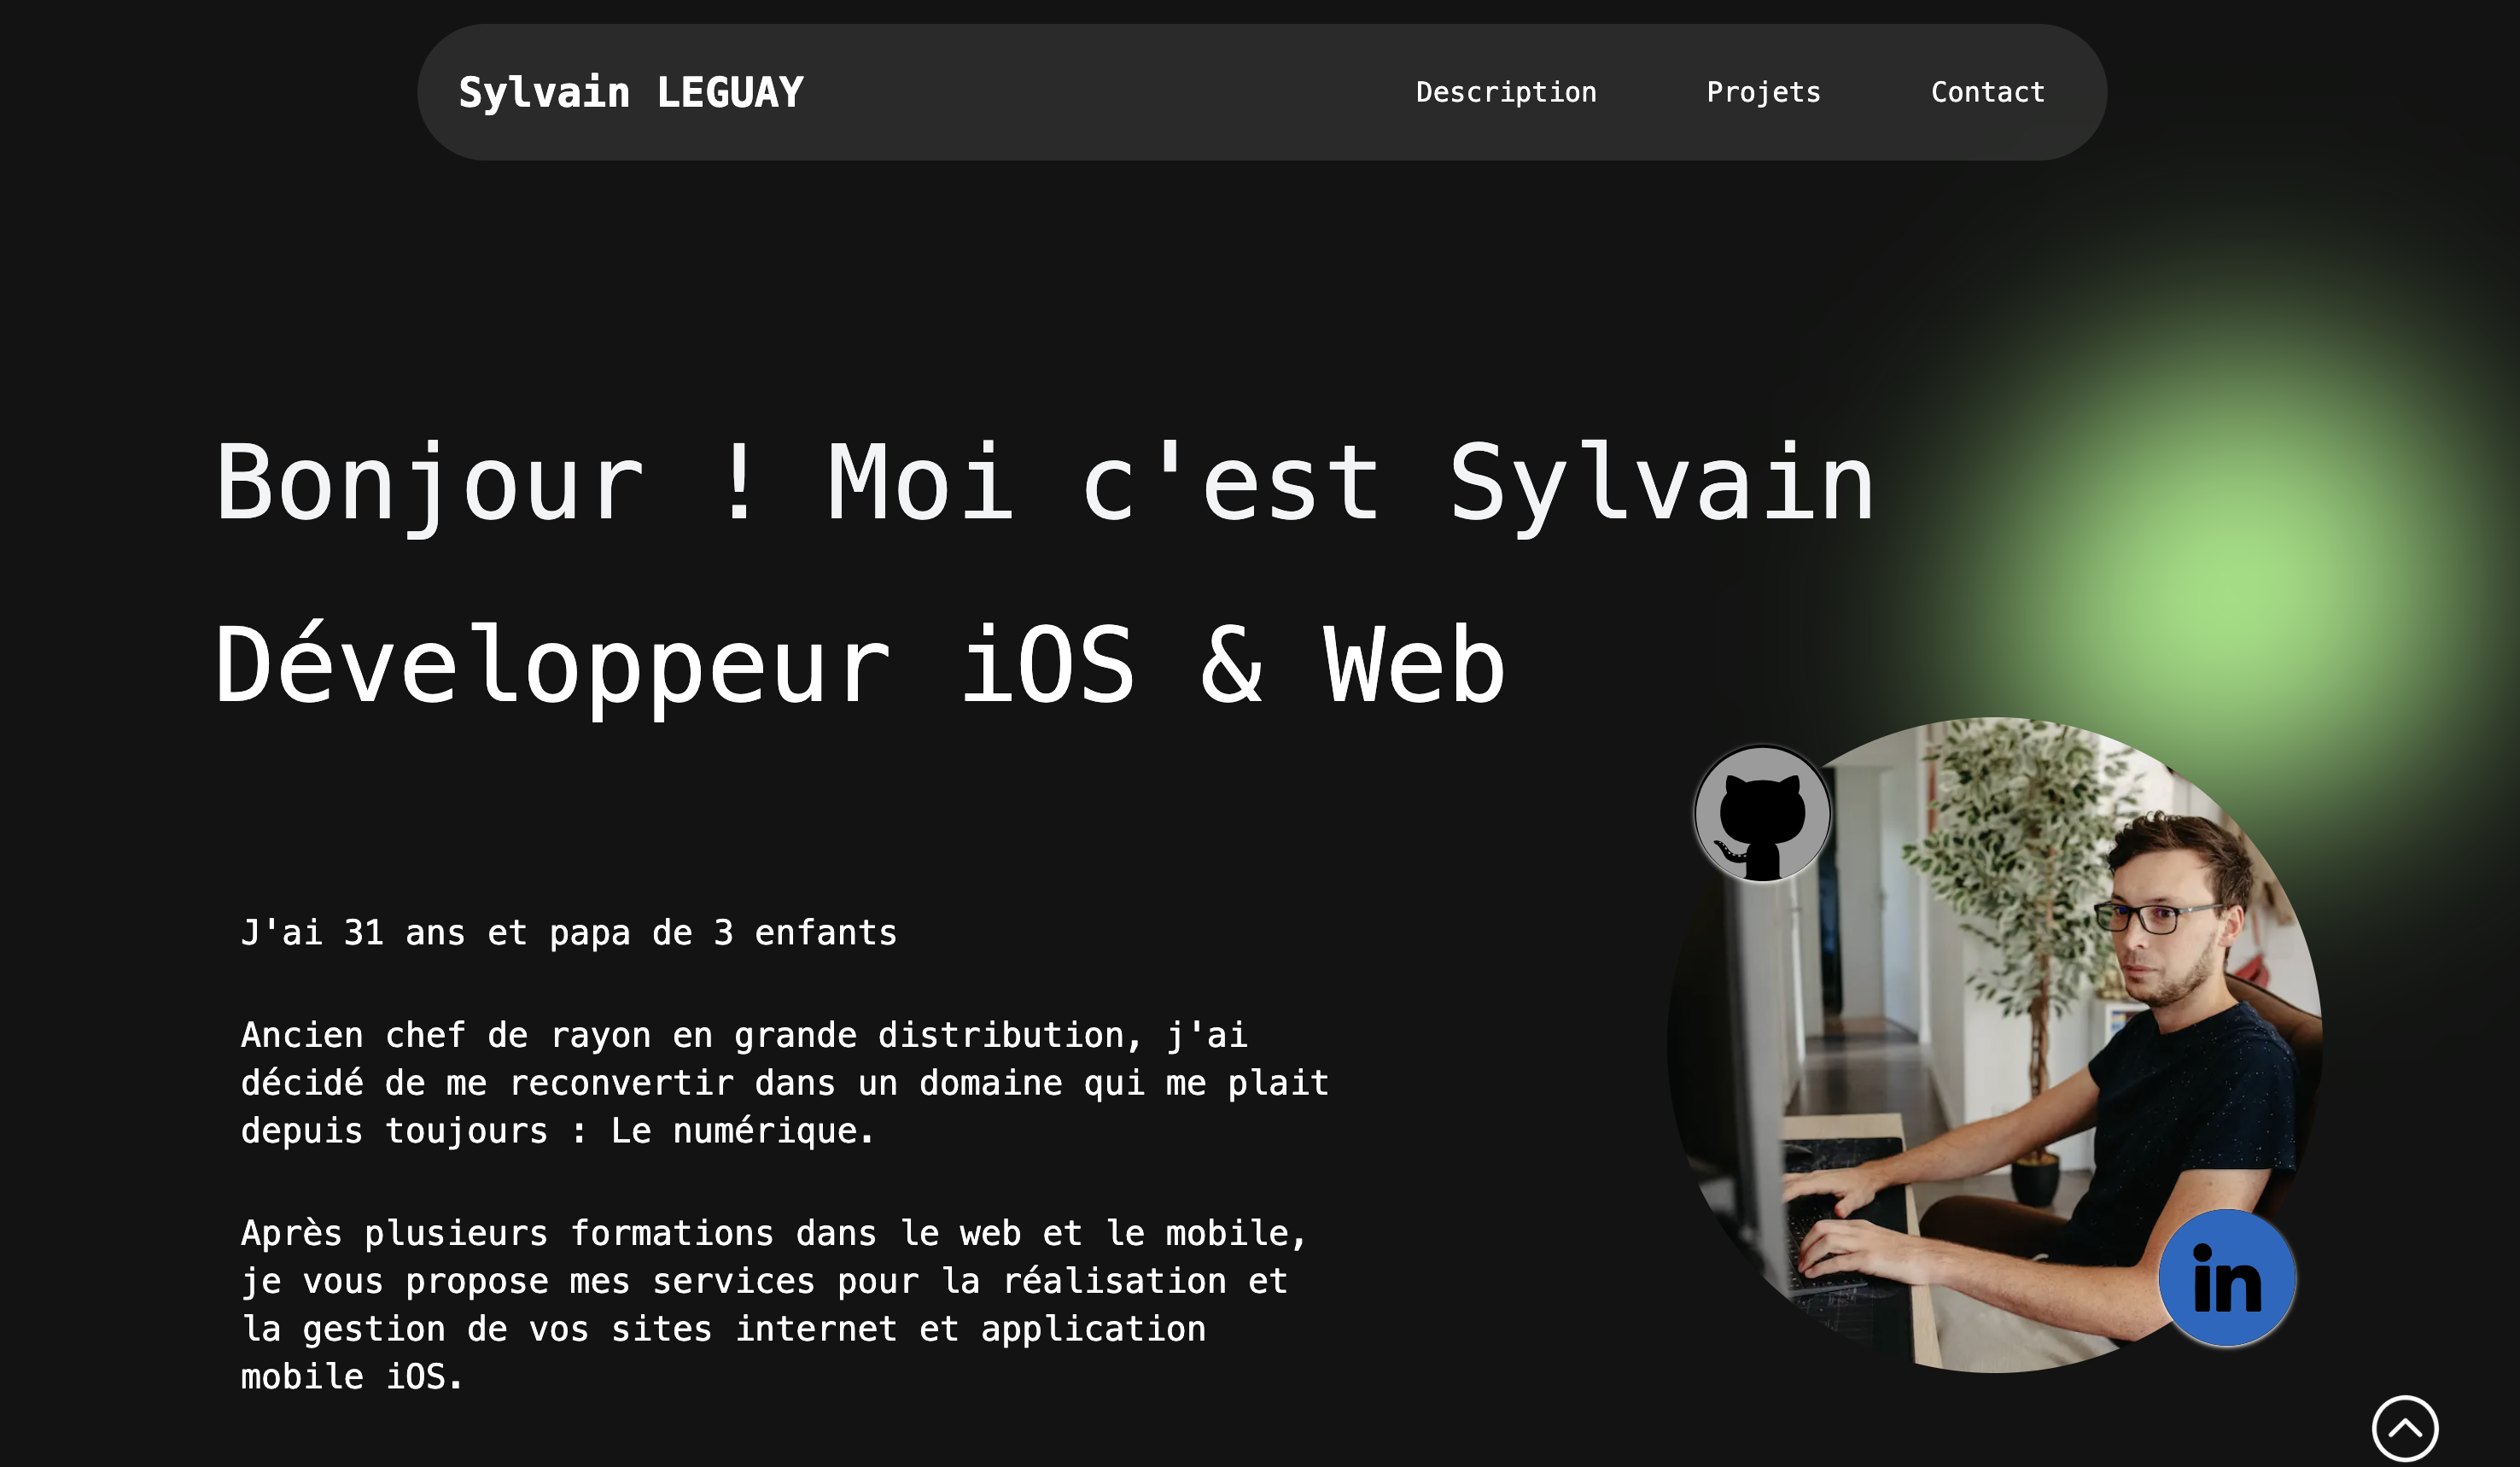 Sylvain LEGUAY
Description Projets Contact
Bonjour ! Moi c'est Sylvain
Développeur iOS & Web
J'ai 31 ans et papa de 3 enfants
Ancien chef de rayon en grande distribution, j'ai
décidé de me reconvertir dans un domaine qui me plait
depuis toujours : Le numérique.
Après plusieurs formations dans le web et le mobile,
je vous propose mes services pour la réalisation et
la gestion de vos sites internet et application
mobile iOS.
in